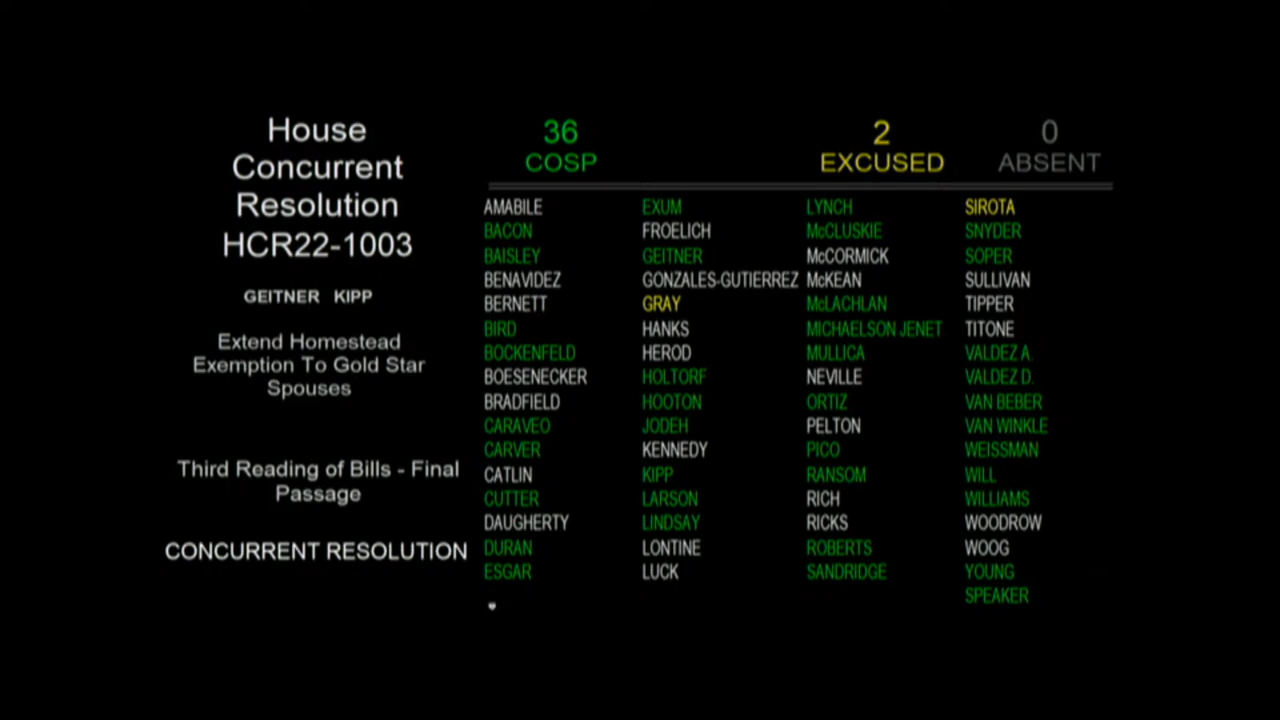 House
Concurrent
Resolution
HCR22-1003
GEITNER KIPP
Extend Homestead
Exemption To Gold Star
Spouses
Third Reading of Bills - Final
Passage
CONCURRENT RESOLUTION
36 2 0
COSP EXCUSED ABSENT
AMABILE EXUM LYNCH SIROTA
BACON FROELICH McCLUSKIE SNYDER
BAISLEY GEITNER McCORMICK SOPER
BENAVIDEZ GONZALES-GUTIERREZ McKEAN SULLIVAN
BERNETT GRAY McLACHLAN TIPPER
BIRD HANKS MICHAELSON JENET TITONE
BOCKENFELD HEROD MULLICA VALDEZ A.
BOESENECKER HOLTORF NEVILLE VALDEZ D.
BRADFIELD HOOTON ORTIZ VAN BEBER
CARAVEO JODEH PELTON VAN WINKLE
CARVER KENNEDY PICO WEISSMAN
CATLIN KIPP RANSOM WILL
CUTTER LARSON RICH WILLIAMS
DAUGHERTY LINDSAY RICKS WOODROW
DURAN LONTINE ROBERTS WOOG
ESGAR LUCK SANDRIDGE YOUNG
SPEAKER